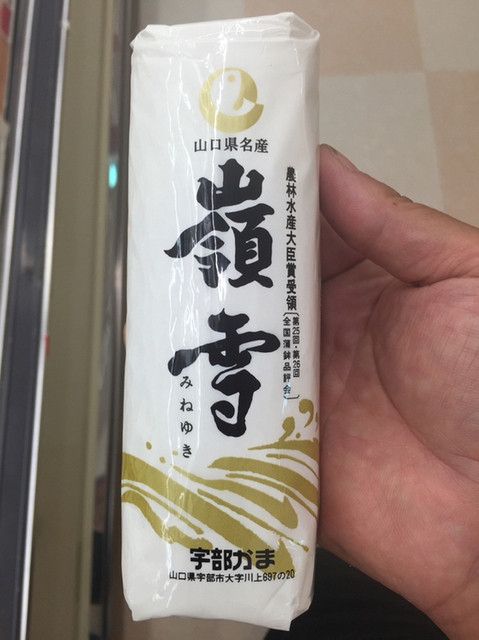 山口県名産
嶺雪
みねゆき
農林水産大臣賞受領
第25回・第26回
全国蒲鉾品評会
宇部かま
山口県宇部市大字川上697の20